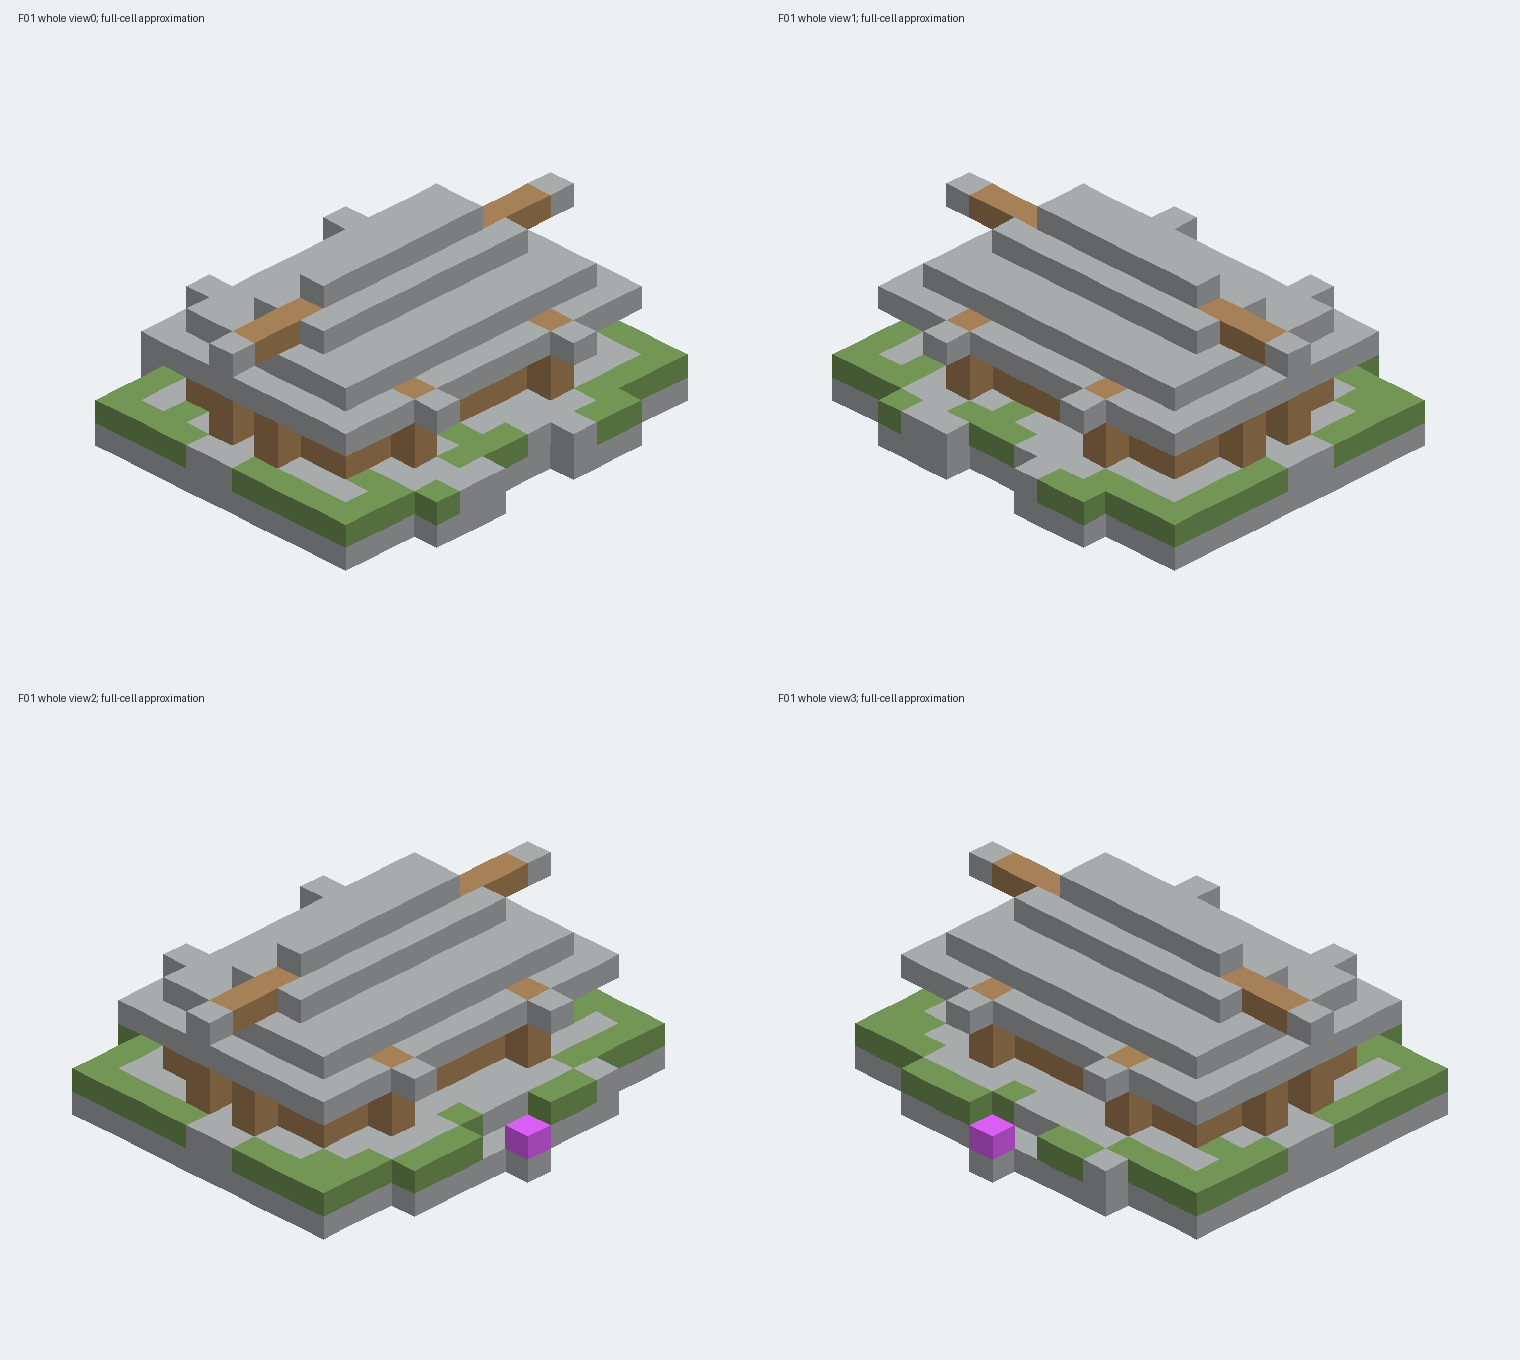 F01 whole view0; full-cell approximation
F01 whole view1; full-cell approximation
F01 whole view2; full-cell approximation
F01 whole view3; full-cell approximation